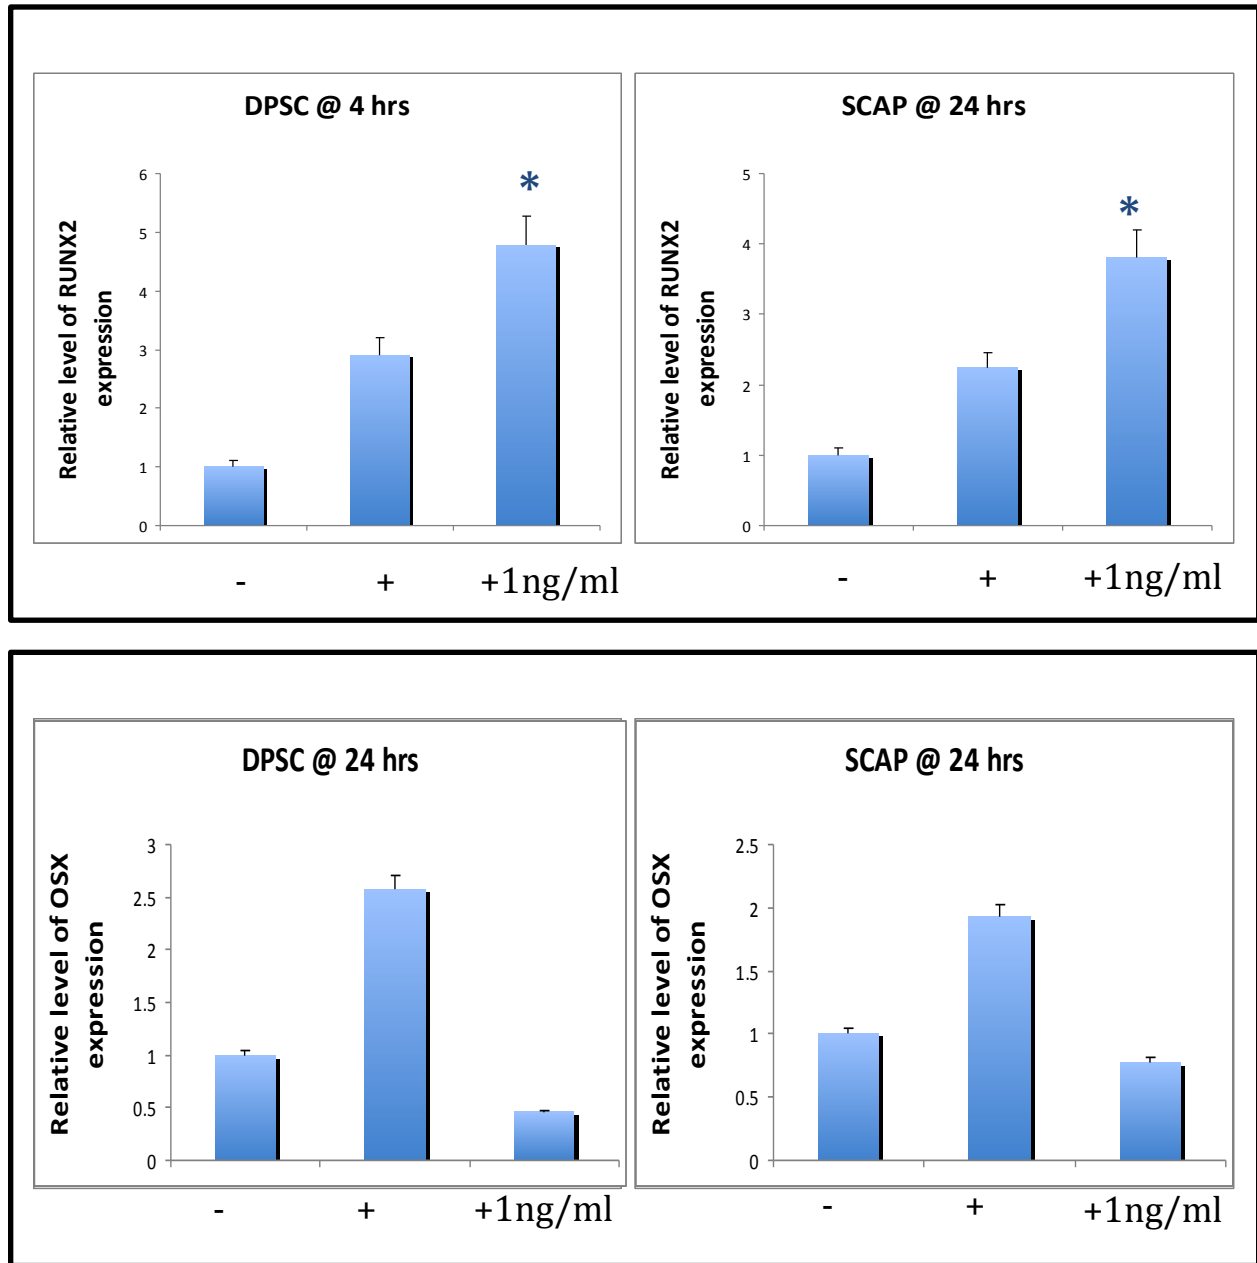 DPSC @ 4 hrs
Relative level of RUNX2
expression
6
5
4
3
2
1
0
*
- + +1ng/ml
SCAP @ 24 hrs
Relative level of RUNX2
expression
5
4
3
2
1
0
*
- + +1ng/ml
DPSC @ 24 hrs
Relative level of OSX
expression
3
2.5
2
1.5
1
0.5
0
- + +1ng/ml
SCAP @ 24 hrs
Relative level of OSX
expression
2.5
2
1.5
1
0.5
0
- + +1ng/ml